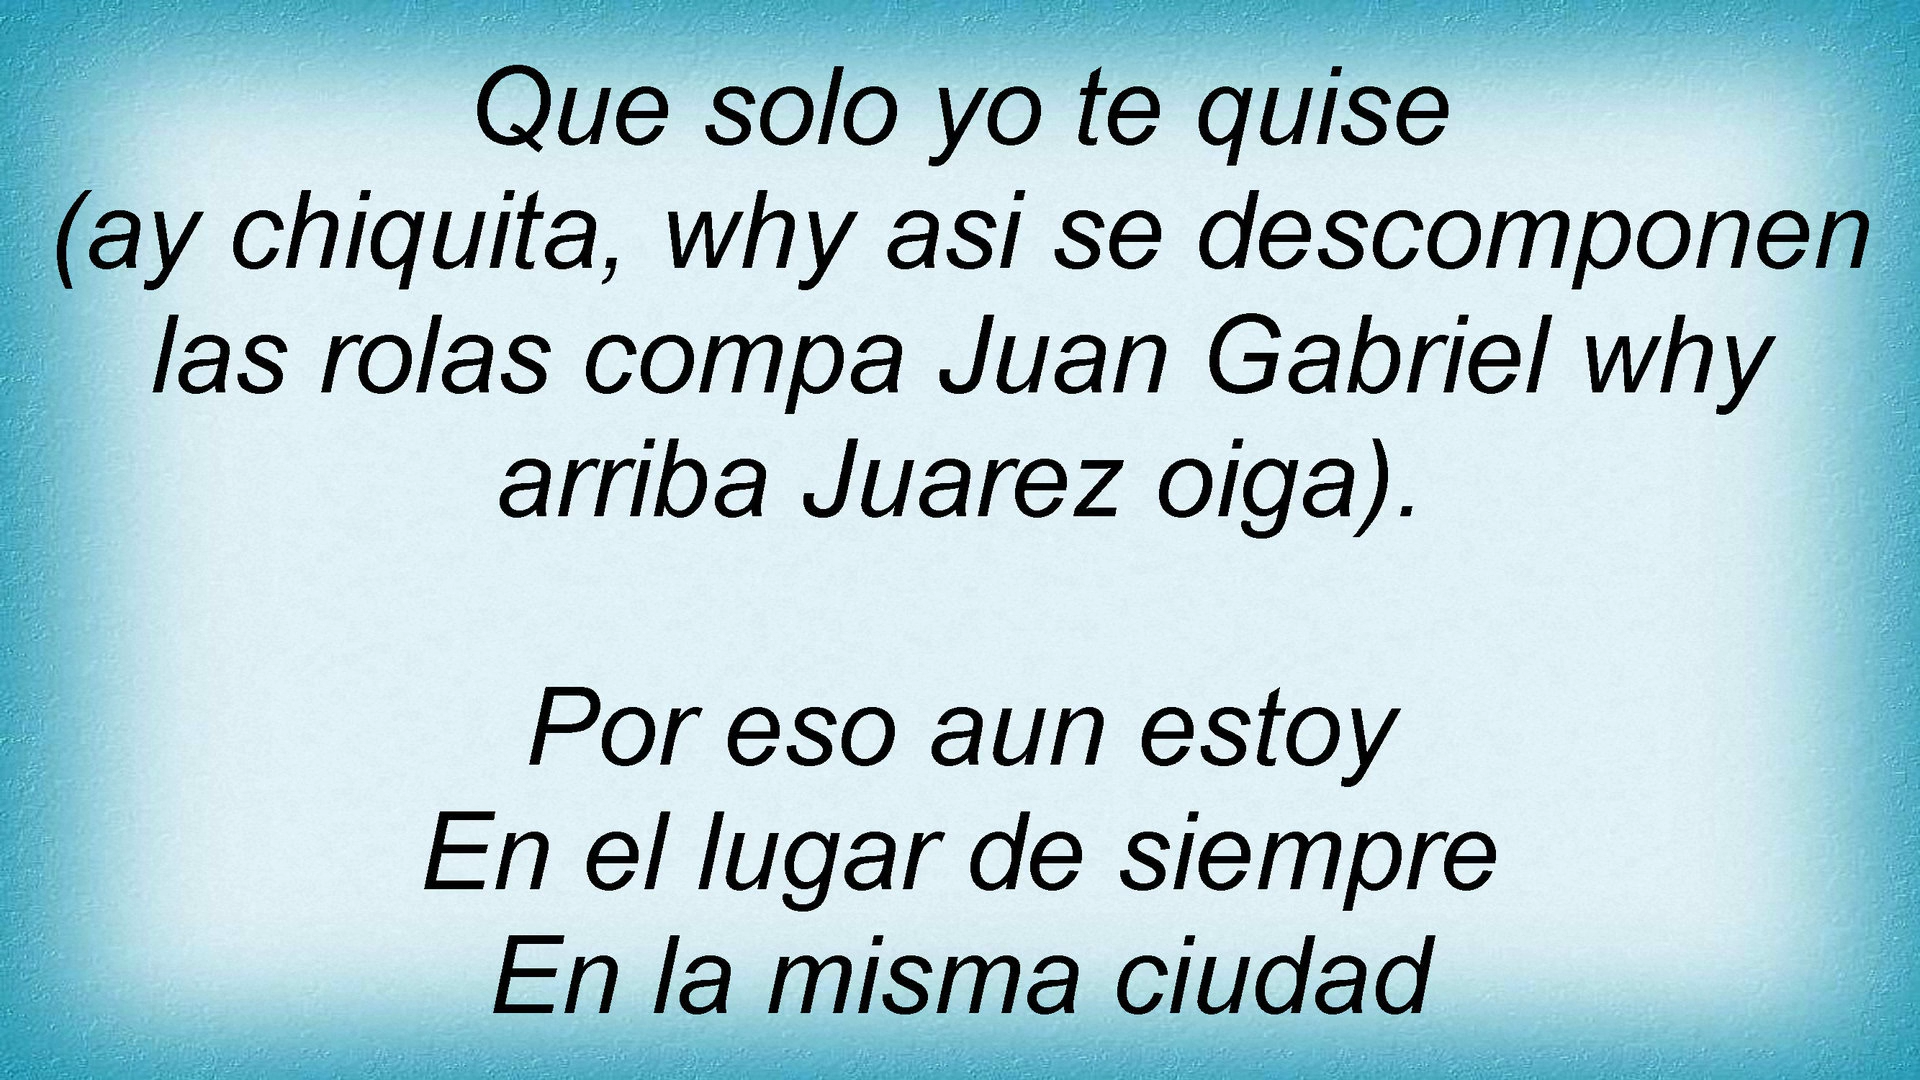 Que solo yo te quise
(ay chiquita, why asi se descomponen
las rolas compa Juan Gabriel why
arriba Juarez oiga).
Por eso aun estoy
En el lugar de siempre
En la misma ciudad